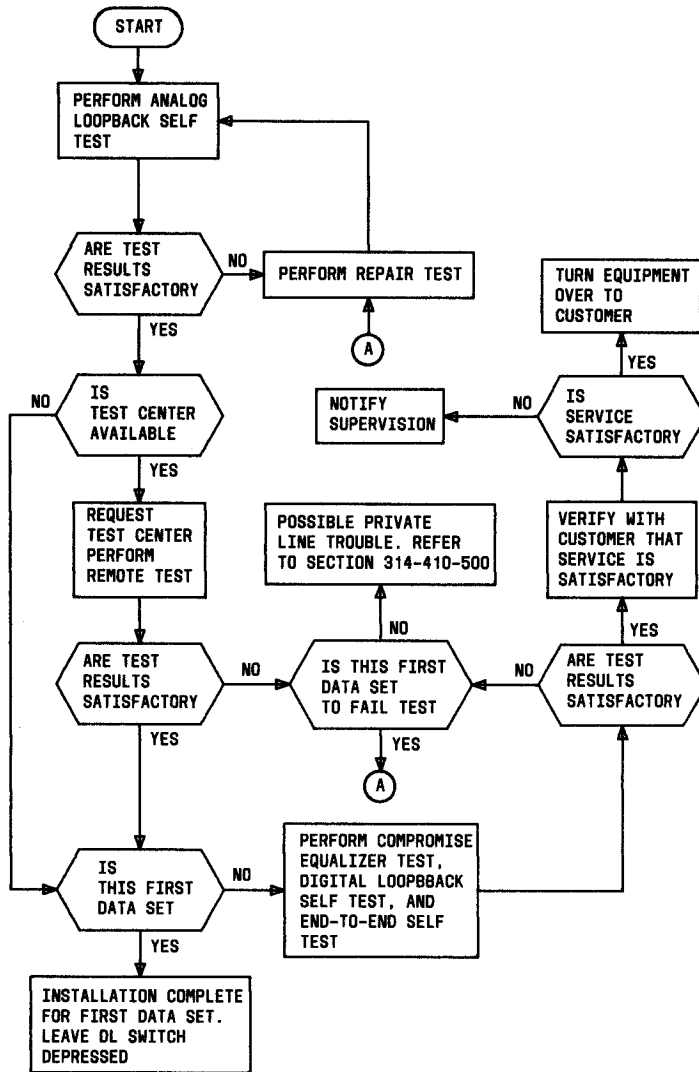 START
PERFORM ANALOG
LOOPBACK SELF
TEST
ARE TEST
RESULTS
SATISFACTORY
NO
PERFORM REPAIR TEST
YES
A
TURN EQUIPMENT
OVER TO
CUSTOMER
YES
NO
IS
TEST CENTER
AVAILABLE
YES
NOTIFY
SUPERVISION
NO
IS
SERVICE
SATISFACTORY
REQUEST
TEST CENTER
PERFORM
REMOTE TEST
POSSIBLE PRIVATE
LINE TROUBLE. REFER
TO SECTION 314-410-500
VERIFY WITH
CUSTOMER THAT
SERVICE IS
SATISFACTORY
NO
YES
ARE TEST
RESULTS
SATISFACTORY
NO
IS THIS FIRST
DATA SET
TO FAIL TEST
NO
ARE TEST
RESULTS
SATISFACTORY
YES
YES
A
IS
THIS FIRST
DATA SET
NO
PERFORM COMPROMISE
EQUALIZER TEST,
DIGITAL LOOPBBACK
SELF TEST, AND
END-TO-END SELF
TEST
YES
INSTALLATION COMPLETE
FOR FIRST DATA SET.
LEAVE DL SWITCH
DEPRESSED